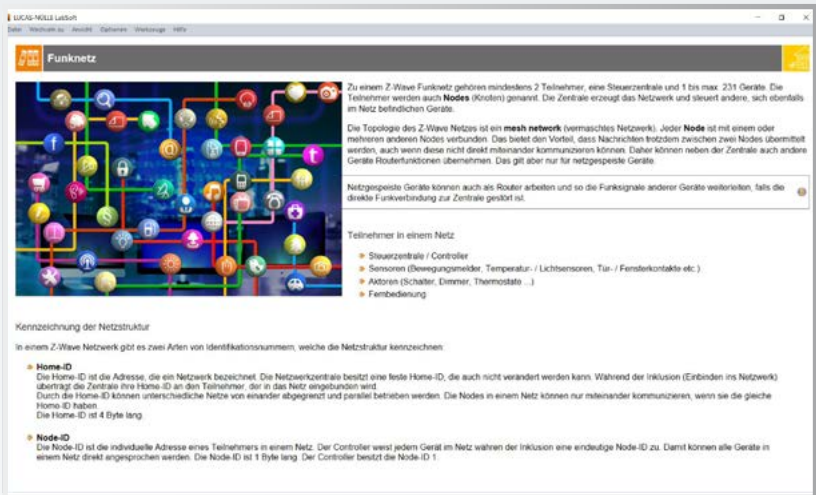 LUCAS-NÜLLE LabSoft
Datei Wechseln zu Ansicht Optionen Werkzeuge Hilfe
Funknetz
Zu einem Z-Wave Funknetz gehören mindestens 2 Teilnehmer, eine Steuerzentrale und 1 bis max. 231 Geräte. Die
Teilnehmer werden auch Nodes (Knoten) genannt. Die Zentrale erzeugt das Netzwerk und steuert andere, sich ebenfalls
im Netz befindlichen Geräte.
Die Topologie des Z-Wave Netzes ist ein mesh network (vermaschtes Netzwerk). Jeder Node ist mit einem oder
mehreren anderen Nodes verbunden. Das bietet den Vorteil, dass Nachrichten trotzdem zwischen zwei Nodes übermittelt
werden, auch wenn diese nicht direkt miteinander kommunizieren können. Daher können neben der Zentrale auch andere
Geräte Routerfunktionen übernehmen. Das gilt aber nur für netzgespeiste Geräte.
Netzgespeiste Geräte können auch als Router arbeiten und so die Funksignale anderer Geräte weiterleiten, falls die
direkte Funkverbindung zur Zentrale gestört ist.
Teilnehmer in einem Netz
Steuerzentrale / Controller
Sensoren (Bewegungsmelder, Temperatur- / Lichtsensoren, Tür- / Fensterkontakte etc.)
Aktoren (Schalter, Dimmer, Thermostate ...)
Fernbedienung
Kennzeichnung der Netzstruktur
In einem Z-Wave Netzwerk gibt es zwei Arten von Identifikationsnummern, welche die Netzstruktur kennzeichnen:
Home-ID
Die Home-ID ist die Adresse, die ein Netzwerk bezeichnet. Die Netzwerkzentrale besitzt eine feste Home-ID, die auch nicht verändert werden kann. Während der Inklusion (Einbinden ins Netzwerk)
überträgt die Zentrale ihre Home-ID an den Teilnehmer, der in das Netz eingebunden wird.
Durch die Home-ID können unterschiedliche Netze von einander abgegrenzt und parallel betrieben werden. Die Nodes in einem Netz können nur miteinander kommunizieren, wenn sie die gleiche
Home-ID haben.
Die Home-ID ist 4 Byte lang.
Node-ID
Die Node-ID ist die individuelle Adresse eines Teilnehmers in einem Netz. Der Controller weist jedem Gerät im Netz währen der Inklusion eine eindeutige Node-ID zu. Damit können alle Geräte in
einem Netz direkt angesprochen werden. Die Node-ID ist 1 Byte lang. Der Controller besitzt die Node-ID 1.